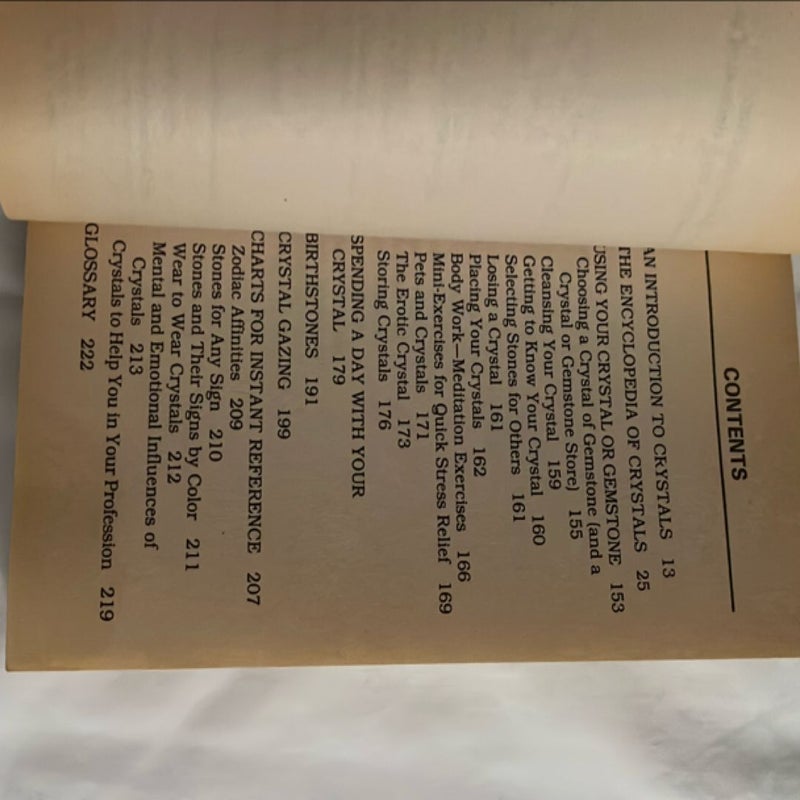 CONTENTS
AN INTRODUCTION TO CRYSTALS 13
THE ENCYCLOPEDIA OF CRYSTALS 25
USING YOUR CRYSTAL OR GEMSTONE 153
Choosing a Crystal of Gemstone (and a
Crystal or Gemstone Store) 155
Cleansing Your Crystal 159
Getting to Know Your Crystal 160
Selecting Stones for Others 161
Losing a Crystal 161
Placing Your Crystals 162
Body Work—Meditation Exercises 166
Mini-Exercises for Quick Stress Relief 169
Pets and Crystals 171
The Erotic Crystal 173
Storing Crystals 176
SPENDING A DAY WITH YOUR
CRYSTAL 179
BIRTHSTONES 191
CRYSTAL GAZING 199
CHARTS FOR INSTANT REFERENCE 207
Zodiac Affinities 209
Stones for Any Sign 210
Stones and Their Signs by Color 211
Wear to Wear Crystals 212
Mental and Emotional Influences of
Crystals 213
Crystals to Help You in Your Profession 219
GLOSSARY 222